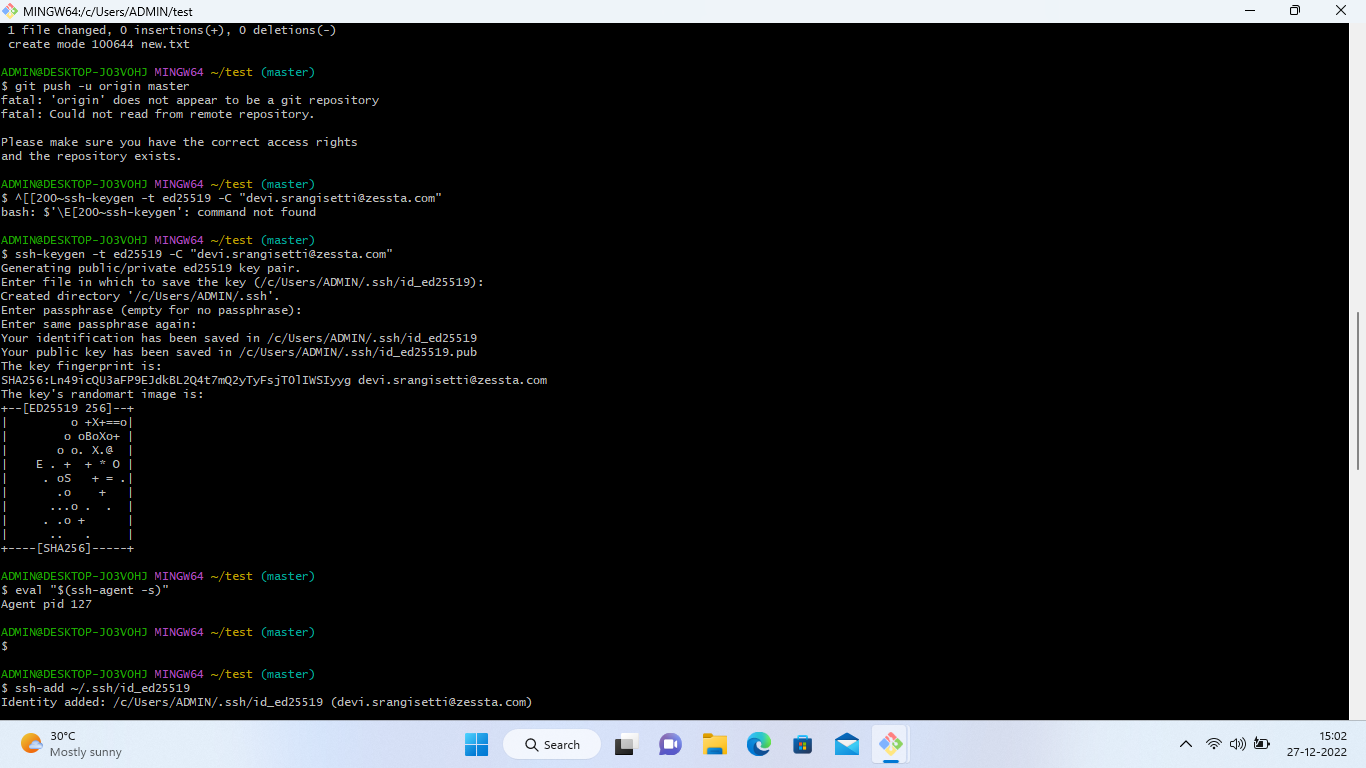 MINGW64:/c/Users/ADMIN/test
1 file changed, 0 insertions(+), 0 deletions(-)
create mode 100644 new.txt
ADMIN@DESKTOP-JO3VOHJ MINGW64 ~/test (master)
$ git push -u origin master
fatal: 'origin' does not appear to be a git repository
fatal: Could not read from remote repository.
Please make sure you have the correct access rights
and the repository exists.
ADMIN@DESKTOP-JO3VOHJ MINGW64 ~/test (master)
$ ^[[200~ssh-keygen -t ed25519 -C "devi.srangisetti@zessta.com"
bash: $'\E[200~ssh-keygen': command not found
ADMIN@DESKTOP-JO3VOHJ MINGW64 ~/test (master)
$ ssh-keygen -t ed25519 -C "devi.srangisetti@zessta.com"
Generating public/private ed25519 key pair.
Enter file in which to save the key (/c/Users/ADMIN/.ssh/id_ed25519):
Created directory '/c/Users/ADMIN/.ssh'.
Enter passphrase (empty for no passphrase):
Enter same passphrase again:
Your identification has been saved in /c/Users/ADMIN/.ssh/id_ed25519
Your public key has been saved in /c/Users/ADMIN/.ssh/id_ed25519.pub
The key fingerprint is:
SHA256:Ln49icQU3aFP9EJdkBL2Q4t7mQ2yTyFsjTOlIWSIyyg devi.srangisetti@zessta.com
The key's randomart image is:
+--[ED25519 256]--+
|         o +X+==o|
|        o oBoXo+ |
|       o o. X.@  |
|    E . +  + * O |
|     . oS   + = .|
|       .o    +   |
|      ...o .  .  |
|     . .o +      |
|      ..   .     |
+----[SHA256]-----+
ADMIN@DESKTOP-JO3VOHJ MINGW64 ~/test (master)
$ eval "$(ssh-agent -s)"
Agent pid 127
ADMIN@DESKTOP-JO3VOHJ MINGW64 ~/test (master)
$
ADMIN@DESKTOP-JO3VOHJ MINGW64 ~/test (master)
$ ssh-add ~/.ssh/id_ed25519
Identity added: /c/Users/ADMIN/.ssh/id_ed25519 (devi.srangisetti@zessta.com)
30°C
Mostly sunny
Search
15:02
27-12-2022